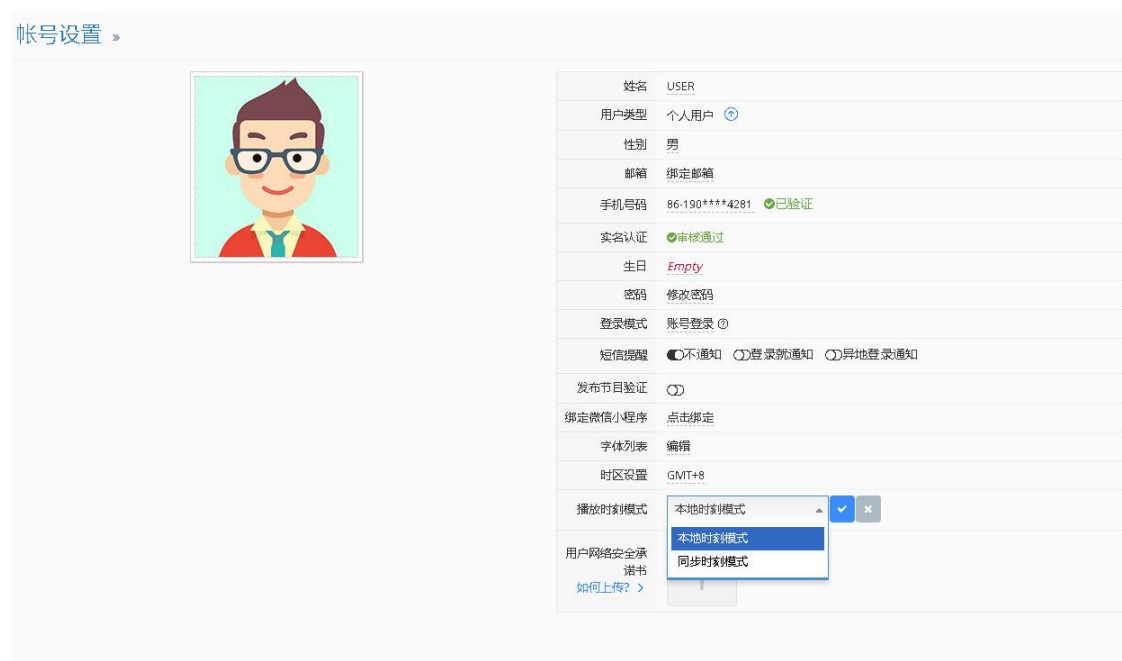 帐号设置 »
姓名 USER
用户类型 个人用户
性别 男
邮箱 绑定邮箱
手机号码 86-190****4281 已验证
实名认证 审核通过
生日 Empty
密码 修改密码
登录模式 账号登录
短信提醒 不通知 登录就通知 异地登录通知
发布节目验证
绑定微信小程序 点击绑定
字体列表 编辑
时区设置 GMT+8
播放时刻模式 本地时刻模式
本地时刻模式
同步时刻模式
用户网络安全承
诺书
如何上传? >